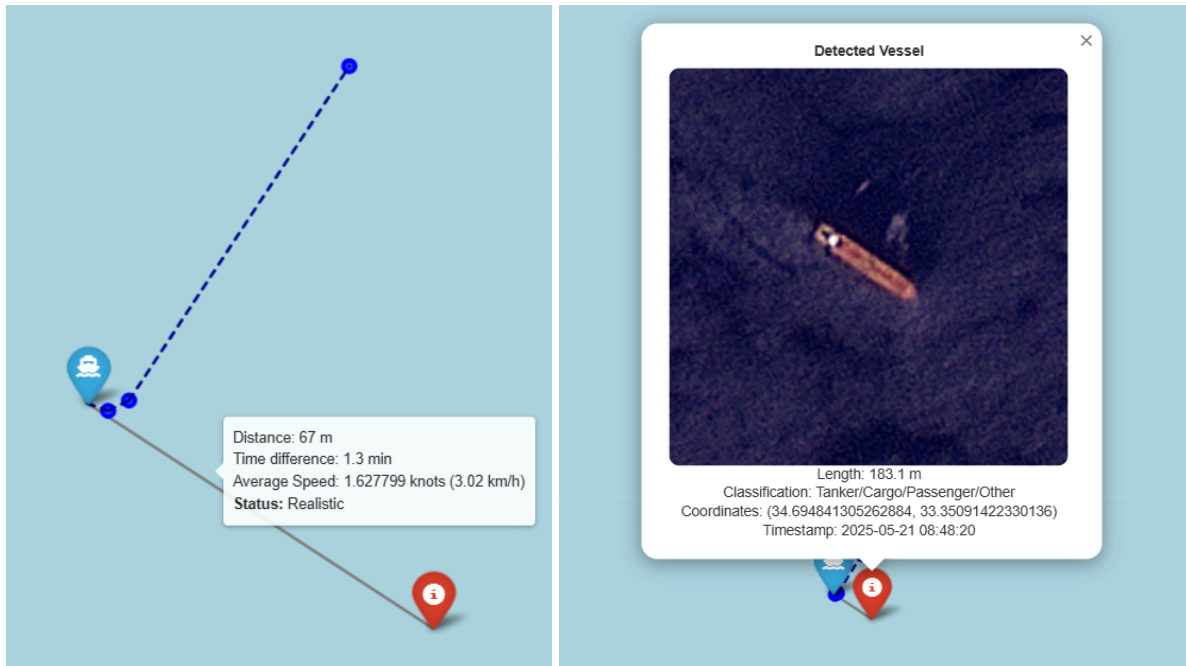 Distance: 67 m
Time difference: 1.3 min
Average Speed: 1.627799 knots (3.02 km/h)
Status: Realistic
Detected Vessel
×
Length: 183.1 m
Classification: Tanker/Cargo/Passenger/Other
Coordinates: (34.694841305262884, 33.35091422330136)
Timestamp: 2025-05-21 08:48:20